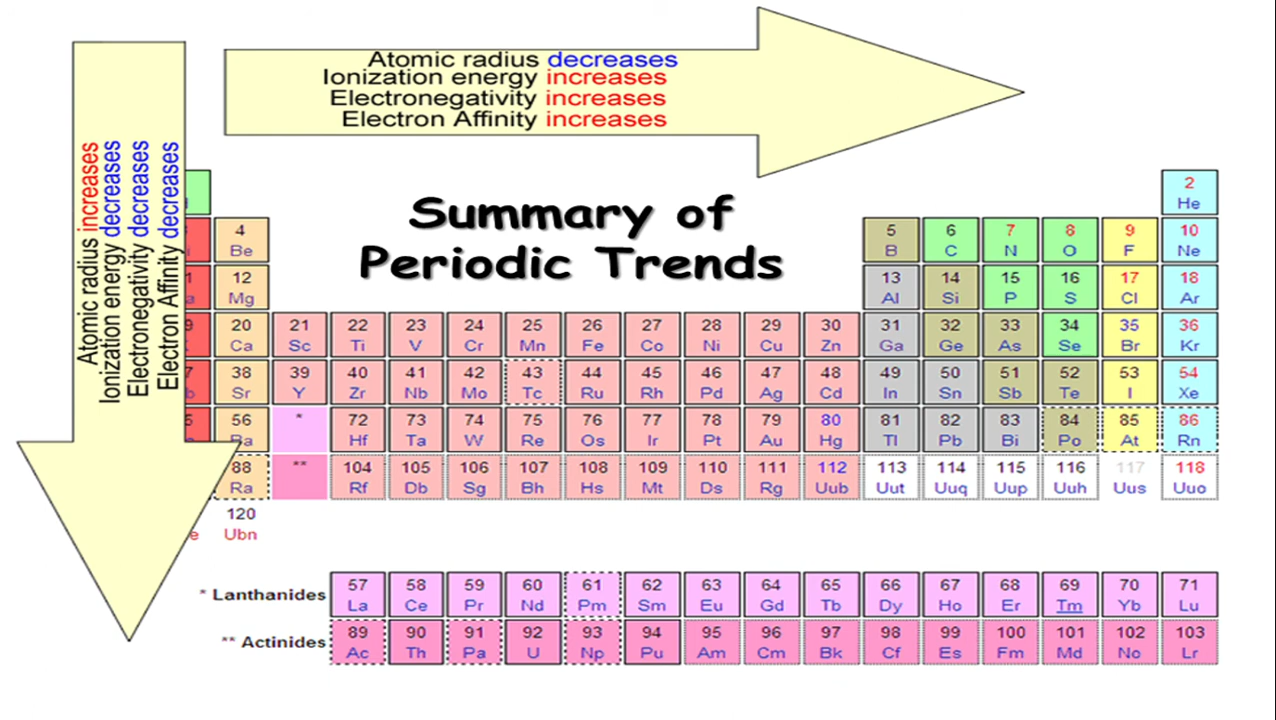 Atomic radius decreases
Ionization energy increases
Electronegativity increases
Electron Affinity increases
Atomic radius increases
Ionization energy decreases
Electronegativity decreases
Electron Affinity decreases
Summary of
Periodic Trends
2
He
4 5 6 7 8 9 10
Be B C N O F Ne
12 13 14 15 16 17 18
Mg Al Si P S Cl Ar
20 21 22 23 24 25 26 27 28 29 30 31 32 33 34 35 36
Ca Sc Ti V Cr Mn Fe Co Ni Cu Zn Ga Ge As Se Br Kr
38 39 40 41 42 43 44 45 46 47 48 49 50 51 52 53 54
Sr Y Zr Nb Mo Tc Ru Rh Pd Ag Cd In Sn Sb Te I Xe
56 * 72 73 74 75 76 77 78 79 80 81 82 83 84 85 86
Ba Hf Ta W Re Os Ir Pt Au Hg Tl Pb Bi Po At Rn
88 ** 104 105 106 107 108 109 110 111 112 113 114 115 116 117 118
Ra Rf Db Sg Bh Hs Mt Ds Rg Uub Uut Uuq Uup Uuh Uus Uuo
120
Ubn
57 58 59 60 61 62 63 64 65 66 67 68 69 70 71
* Lanthanides La Ce Pr Nd Pm Sm Eu Gd Tb Dy Ho Er Tm Yb Lu
89 90 91 92 93 94 95 96 97 98 99 100 101 102 103
** Actinides Ac Th Pa U Np Pu Am Cm Bk Cf Es Fm Md No Lr